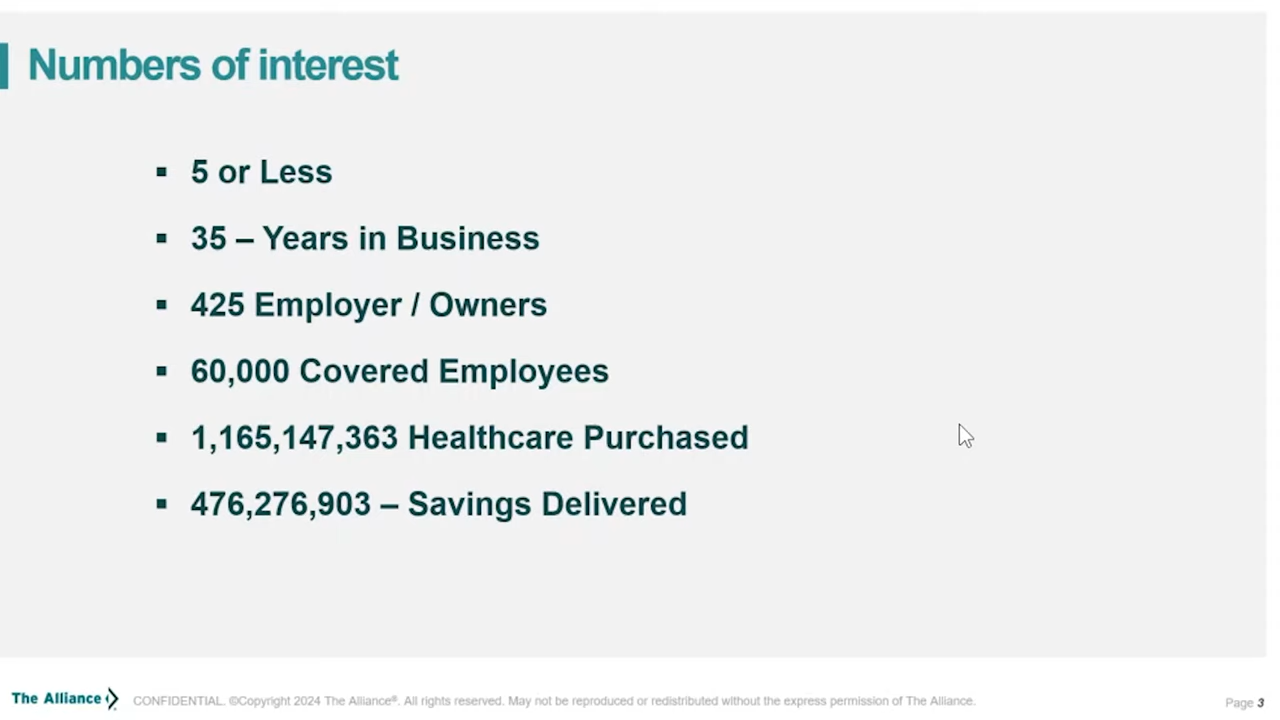 Numbers of interest
▪ 5 or Less
▪ 35 – Years in Business
▪ 425 Employer / Owners
▪ 60,000 Covered Employees
▪ 1,165,147,363 Healthcare Purchased
▪ 476,276,903 – Savings Delivered
The Alliance CONFIDENTIAL. ©Copyright 2024 The Alliance®. All rights reserved. May not be reproduced or redistributed without the express permission of The Alliance. Page 3